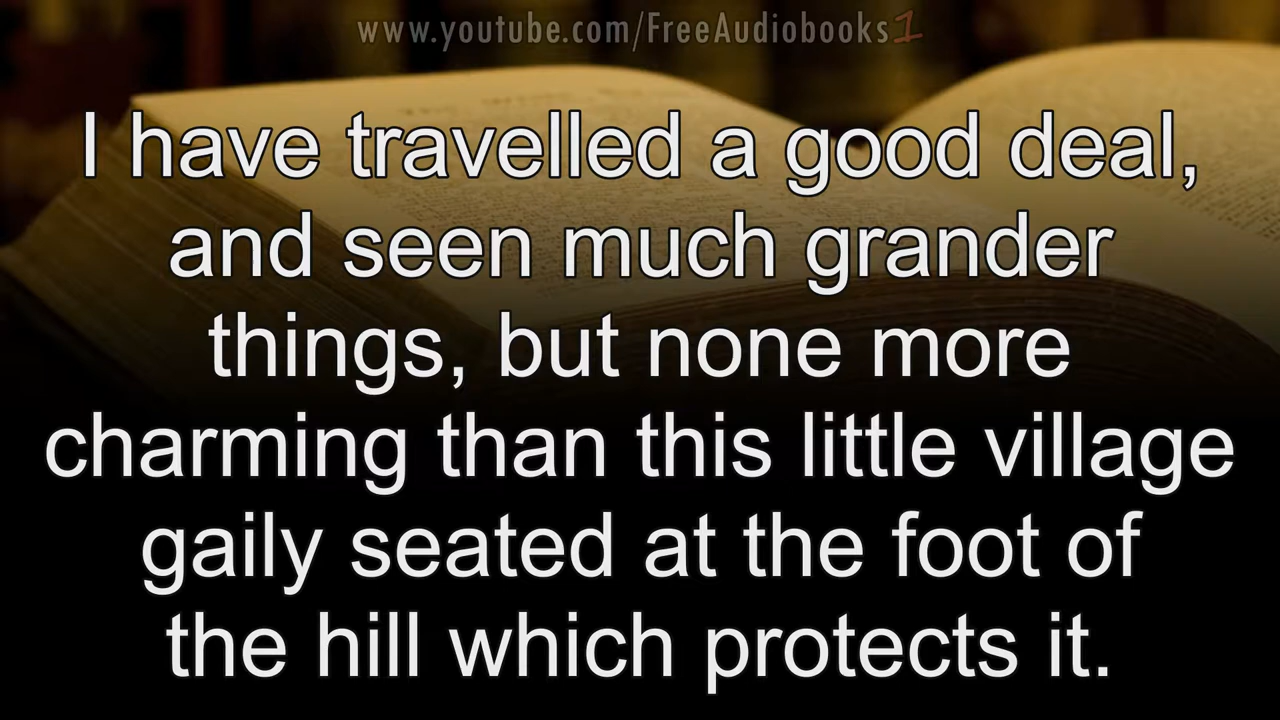 www.youtube.com/FreeAudiobooks1
I have travelled a good deal,
and seen much grander
things, but none more
charming than this little village
gaily seated at the foot of
the hill which protects it.